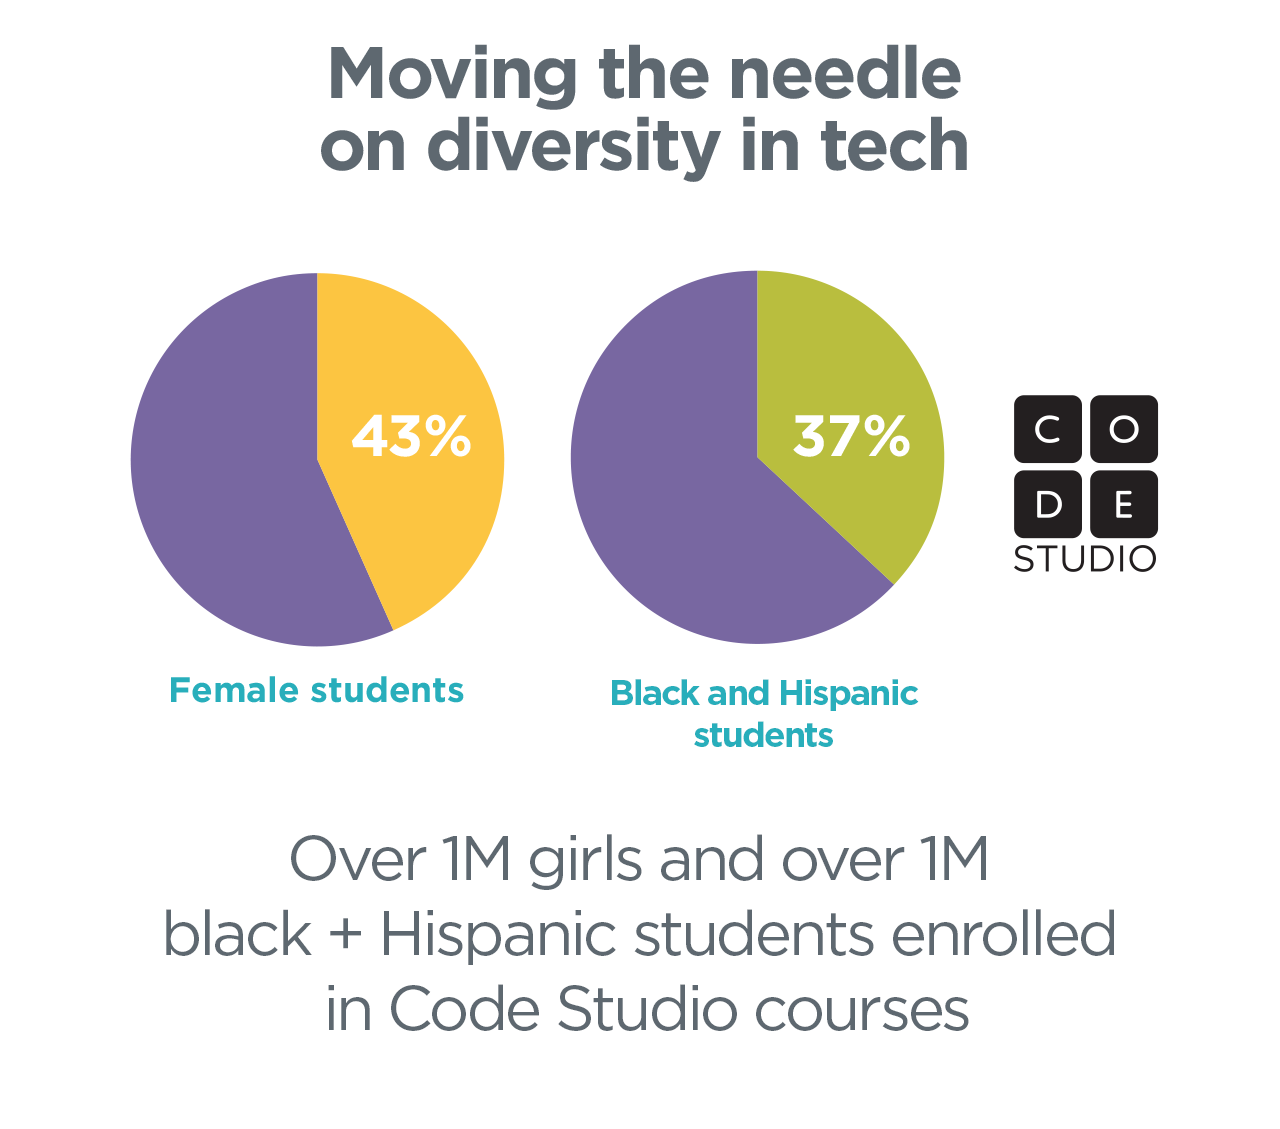 Moving the needle
on diversity in tech
43%
37%
C O
D E
STUDIO
Female students
Black and Hispanic
students
Over 1M girls and over 1M
black + Hispanic students enrolled
in Code Studio courses